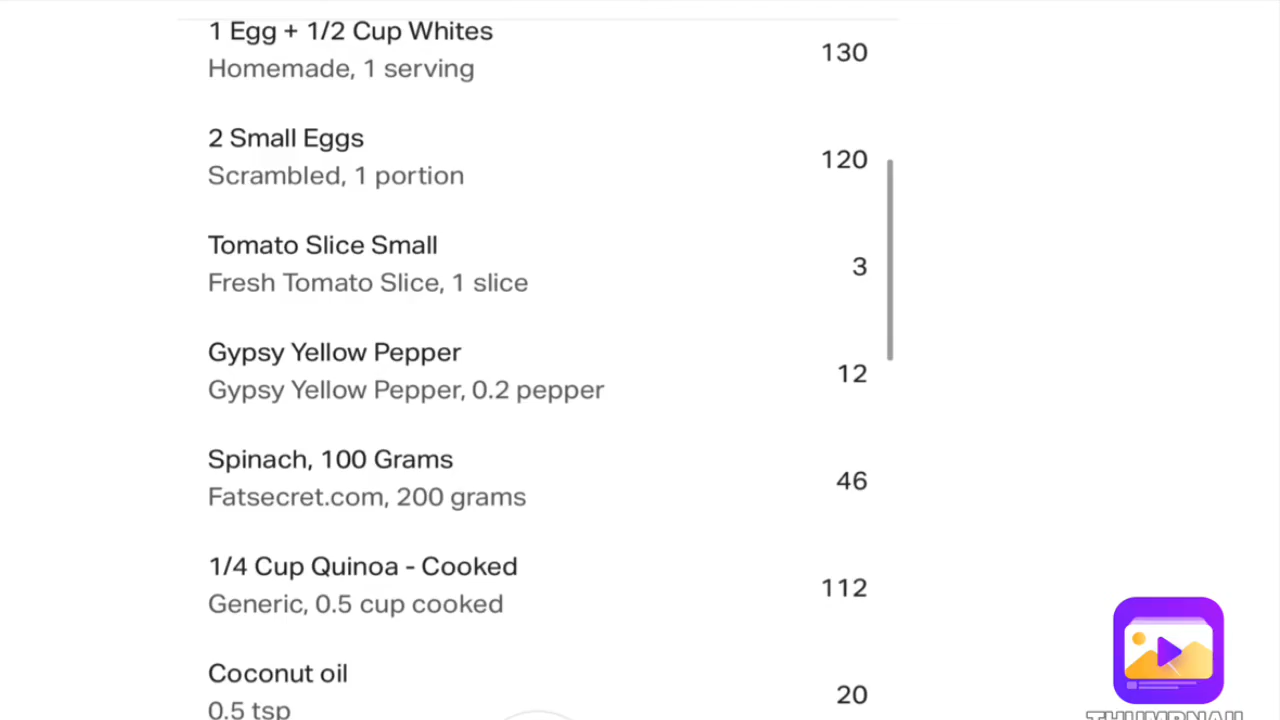 1 Egg + 1/2 Cup Whites
130
Homemade, 1 serving
2 Small Eggs
120
Scrambled, 1 portion
Tomato Slice Small
3
Fresh Tomato Slice, 1 slice
Gypsy Yellow Pepper
12
Gypsy Yellow Pepper, 0.2 pepper
Spinach, 100 Grams
46
Fatsecret.com, 200 grams
1/4 Cup Quinoa - Cooked
112
Generic, 0.5 cup cooked
Coconut oil
20
0.5 tsp
THUMBNAIL